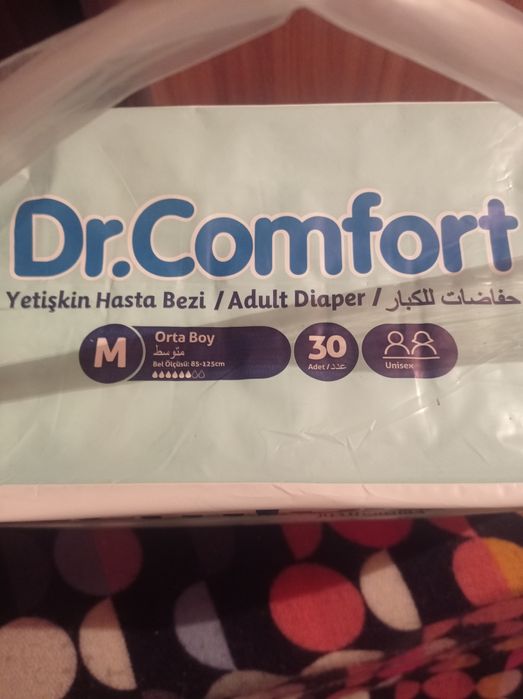 Dr.Comfort
Yetişkin Hasta Bezi / Adult Diaper / حفاضات للكبار
M
Orta Boy
متوسط
Bel Ölçüsü: 85-125cm
30
Adet / عدد
Unisex